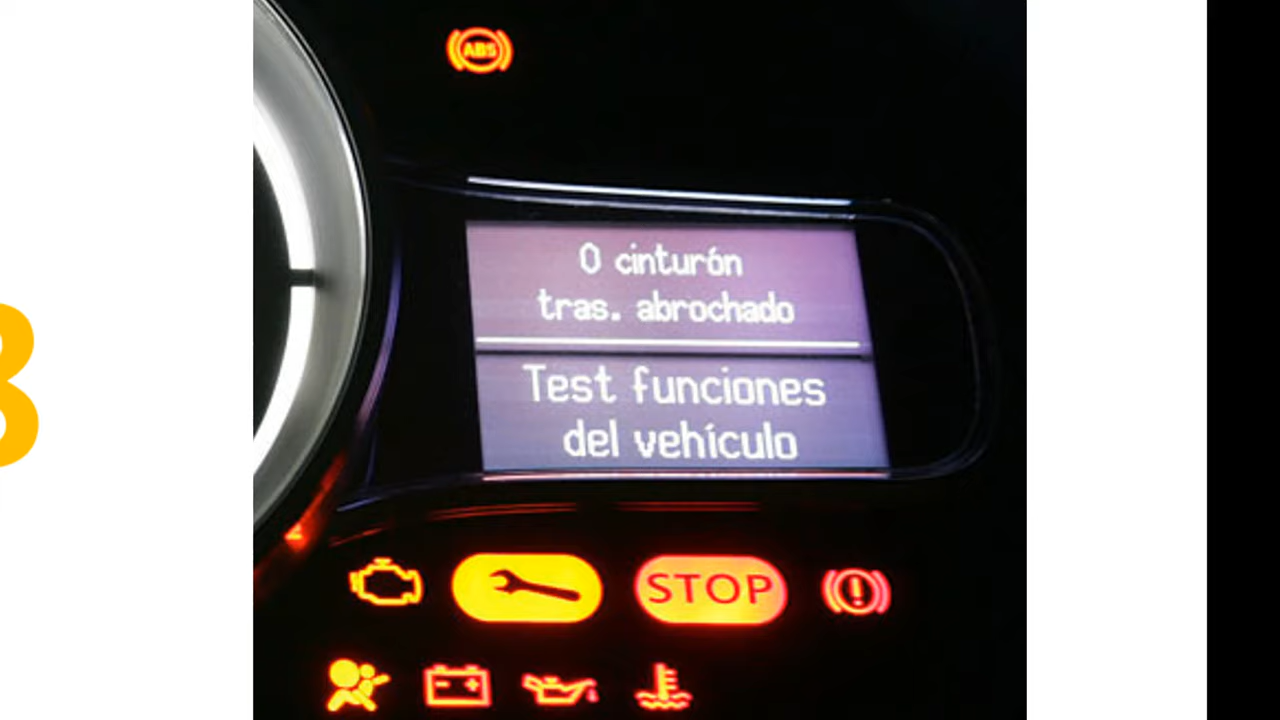 ABS
0 cinturón
tras. abrochado
Test funciones
del vehículo
STOP